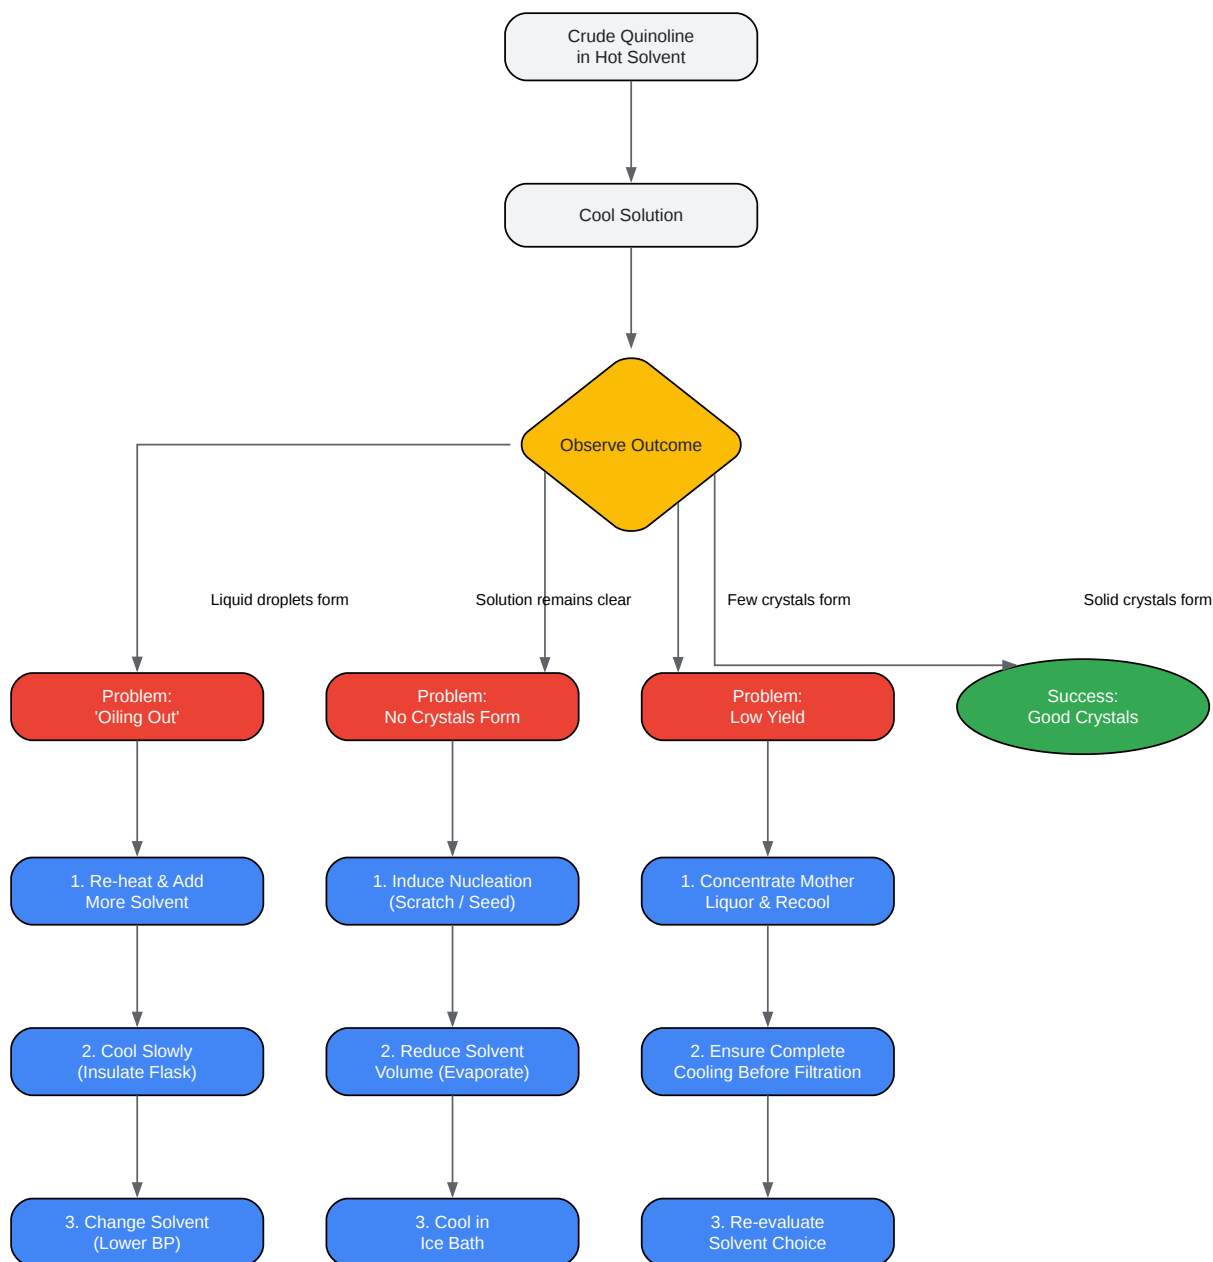 Crude Quinoline
in Hot Solvent
Cool Solution
Observe Outcome
Liquid droplets form
Solution remains clear
Few crystals form
Solid crystals form
Problem:
'Oiling Out'
Problem:
No Crystals Form
Problem:
Low Yield
Success:
Good Crystals
1. Re-heat & Add
More Solvent
1. Induce Nucleation
(Scratch / Seed)
1. Concentrate Mother
Liquor & Recool
2. Cool Slowly
(Insulate Flask)
2. Reduce Solvent
Volume (Evaporate)
2. Ensure Complete
Cooling Before Filtration
3. Change Solvent
(Lower BP)
3. Cool in
Ice Bath
3. Re-evaluate
Solvent Choice